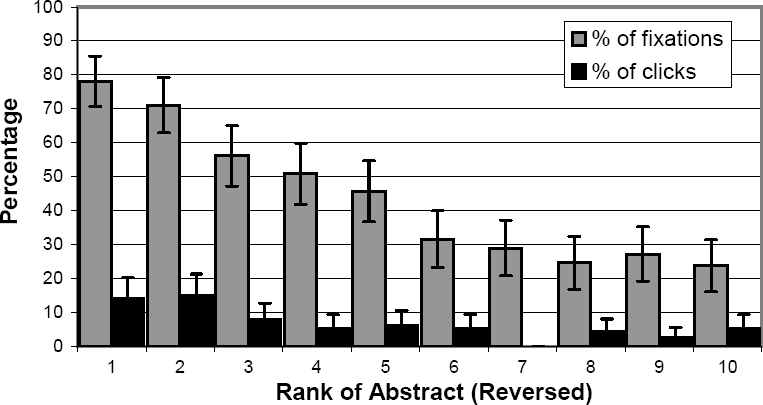 100
90
80
70
60
50
40
30
20
10
0
Percentage
% of fixations
% of clicks
1 2 3 4 5 6 7 8 9 10
Rank of Abstract (Reversed)